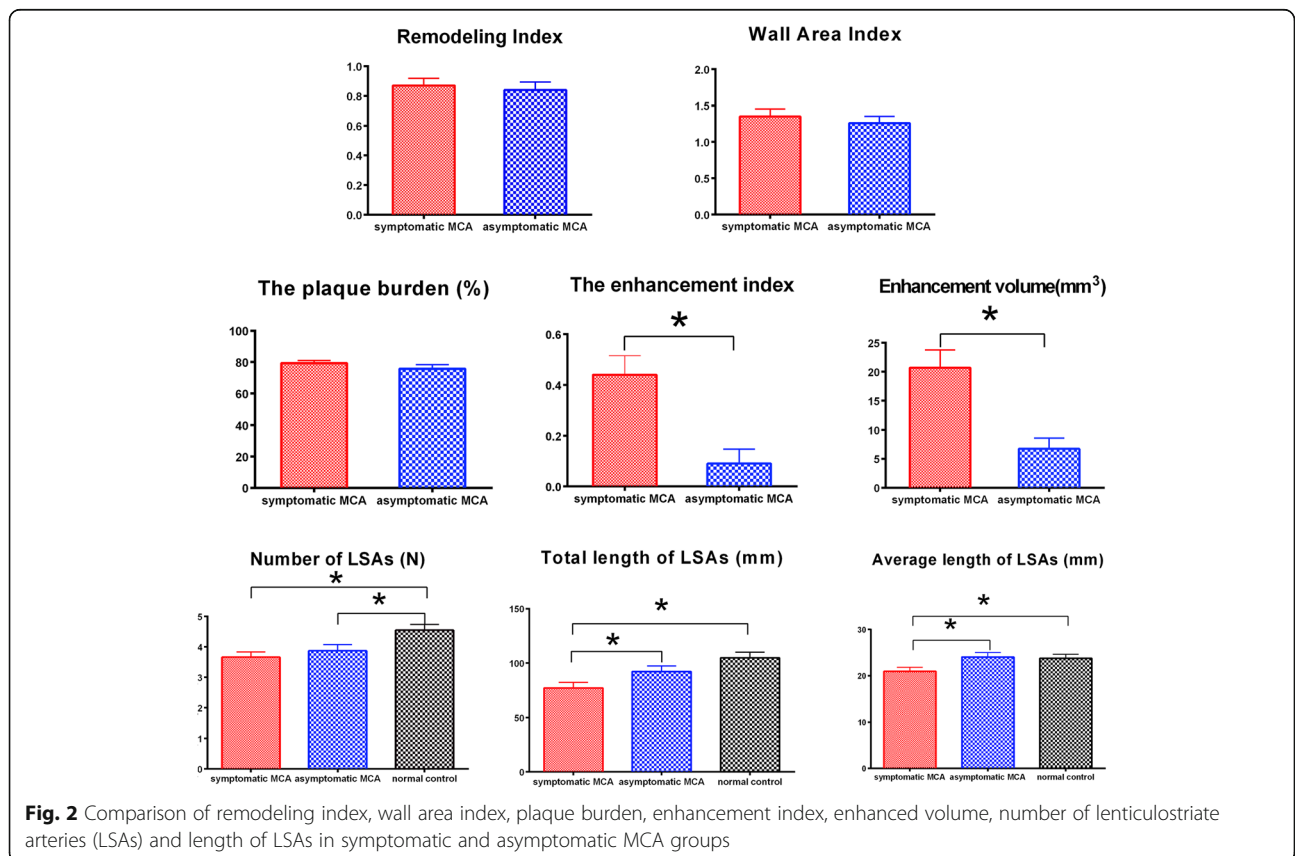 Remodeling Index
1.0
0.8
0.6
0.4
0.2
0.0
symptomatic MCA asymptomatic MCA
Wall Area Index
2.0
1.5
1.0
0.5
0.0
symptomatic MCA asymptomatic MCA
The plaque burden (%)
100
80
60
40
20
0
symptomatic MCA asymptomatic MCA
The enhancement index
*
0.6
0.4
0.2
0.0
symptomatic MCA asymptomatic MCA
Enhancement volume(mm³)
*
25
20
15
10
5
0
symptomatic MCA asymptomatic MCA
Number of LSAs (N)
*
*
5
4
3
2
1
0
symptomatic MCA asymptomatic MCA normal control
Total length of LSAs (mm)
*
*
150
100
50
0
symptomatic MCA asymptomatic MCA normal control
Average length of LSAs (mm)
*
*
30
20
10
0
symptomatic MCA asymptomatic MCA normal control
Fig. 2 Comparison of remodeling index, wall area index, plaque burden, enhancement index, enhanced volume, number of lenticulostriate
arteries (LSAs) and length of LSAs in symptomatic and asymptomatic MCA groups